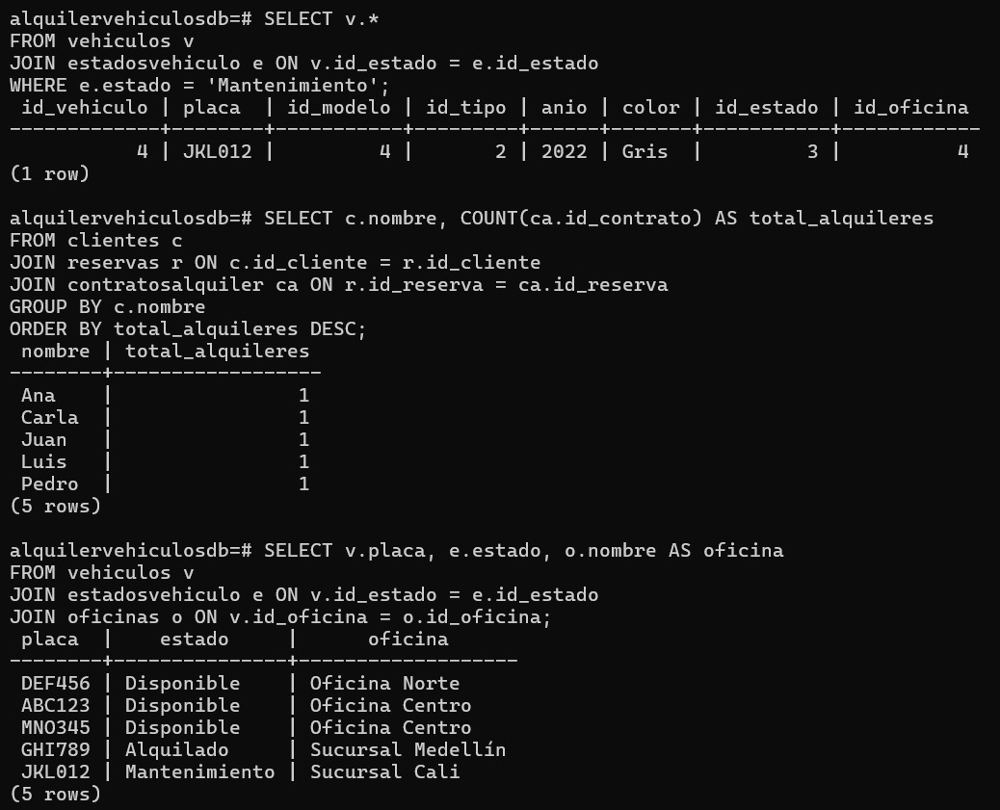 alquilervehiculosdb=# SELECT v.*
FROM vehiculos v
JOIN estadosvehiculo e ON v.id_estado = e.id_estado
WHERE e.estado = 'Mantenimiento';
 id_vehiculo | placa  | id_modelo | id_tipo | anio | color | id_estado | id_oficina
-------------+--------+-----------+---------+------+-------+-----------+------------
           4 | JKL012 |         4 |       2 | 2022 | Gris  |         3 |          4
(1 row)

alquilervehiculosdb=# SELECT c.nombre, COUNT(ca.id_contrato) AS total_alquileres
FROM clientes c
JOIN reservas r ON c.id_cliente = r.id_cliente
JOIN contratosalquiler ca ON r.id_reserva = ca.id_reserva
GROUP BY c.nombre
ORDER BY total_alquileres DESC;
 nombre | total_alquileres
--------+------------------
 Ana    |                1
 Carla  |                1
 Juan   |                1
 Luis   |                1
 Pedro  |                1
(5 rows)

alquilervehiculosdb=# SELECT v.placa, e.estado, o.nombre AS oficina
FROM vehiculos v
JOIN estadosvehiculo e ON v.id_estado = e.id_estado
JOIN oficinas o ON v.id_oficina = o.id_oficina;
 placa  |    estado     |      oficina
--------+---------------+-------------------
 DEF456 | Disponible    | Oficina Norte
 ABC123 | Disponible    | Oficina Centro
 MNO345 | Disponible    | Oficina Centro
 GHI789 | Alquilado     | Sucursal Medellín
 JKL012 | Mantenimiento | Sucursal Cali
(5 rows)